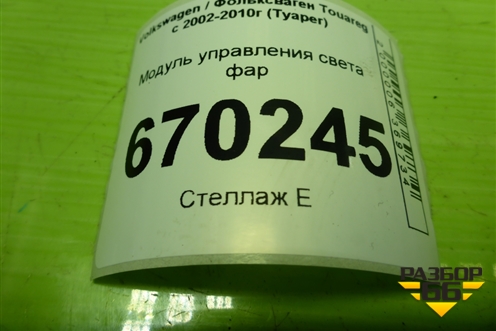 Volkswagen / Фольксваген Touareg
с 2002-2010г (Туарег)
Модуль управления света
фар
670245
Стеллаж Е
РАЗБОР
66